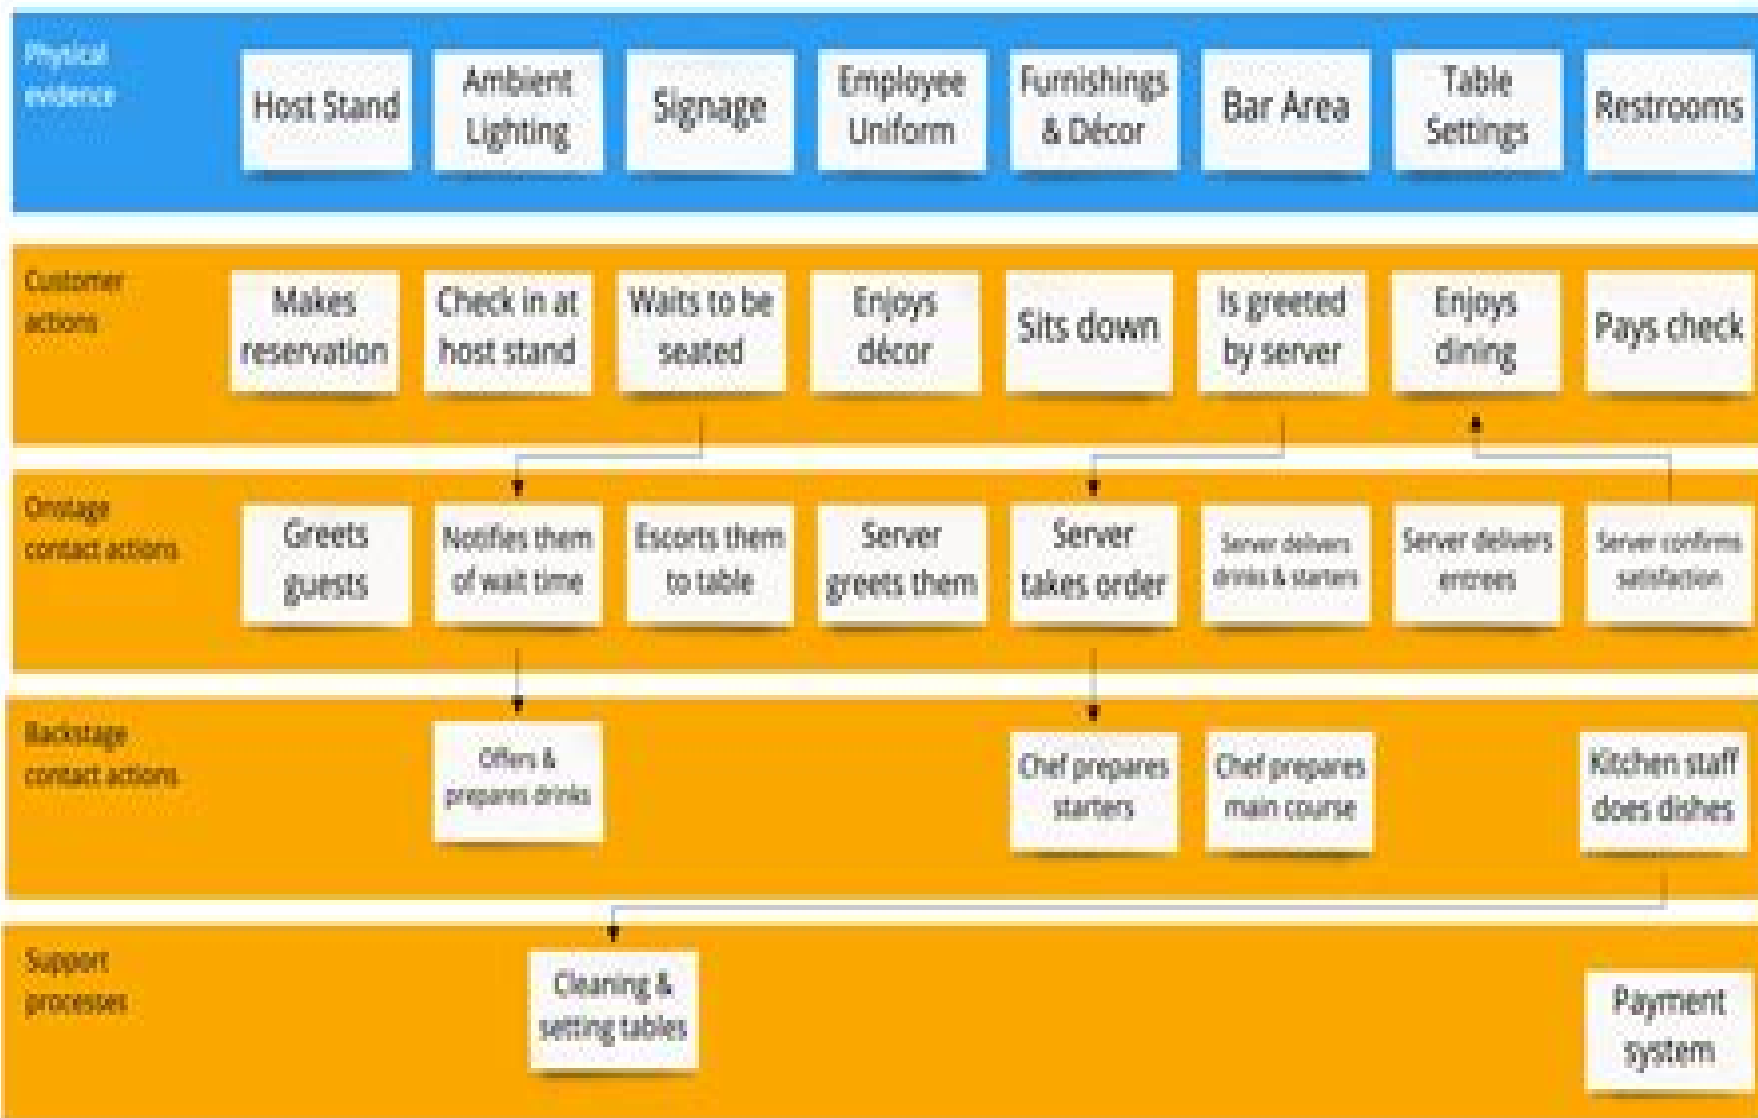 Physical
evidence
Host Stand
Ambient
Lighting
Signage
Employee
Uniform
Furnishings
& Décor
Bar Area
Table
Settings
Restrooms
Customer
actions
Makes
reservation
Check in at
host stand
Waits to be
seated
Enjoys
décor
Sits down
Is greeted
by server
Enjoys
dining
Pays check
Onstage
contact actions
Greets
guests
Notifies them
of wait time
Escorts them
to table
Server
greets them
Server
takes order
Server delivers
drinks & starters
Server delivers
entrees
Server confirms
satisfaction
Backstage
contact actions
Offers &
prepares drinks
Chef prepares
starters
Chef prepares
main course
Kitchen staff
does dishes
Support
processes
Cleaning &
setting tables
Payment
system